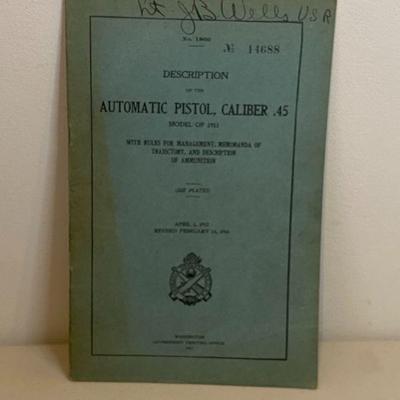 Lt JB Wells USR
No. 1866
№ 14688
DESCRIPTION
OF THE
AUTOMATIC PISTOL, CALIBER .45
MODEL OF 1911
WITH RULES FOR MANAGEMENT, MEMORANDA OF
TRAJECTORY, AND DESCRIPTION
OF AMMUNITION
PLATES
APRIL 1, 1912
REVISED FEBRUARY 14, 1914
WASHINGTON
GOVERNMENT PRINTING OFFICE